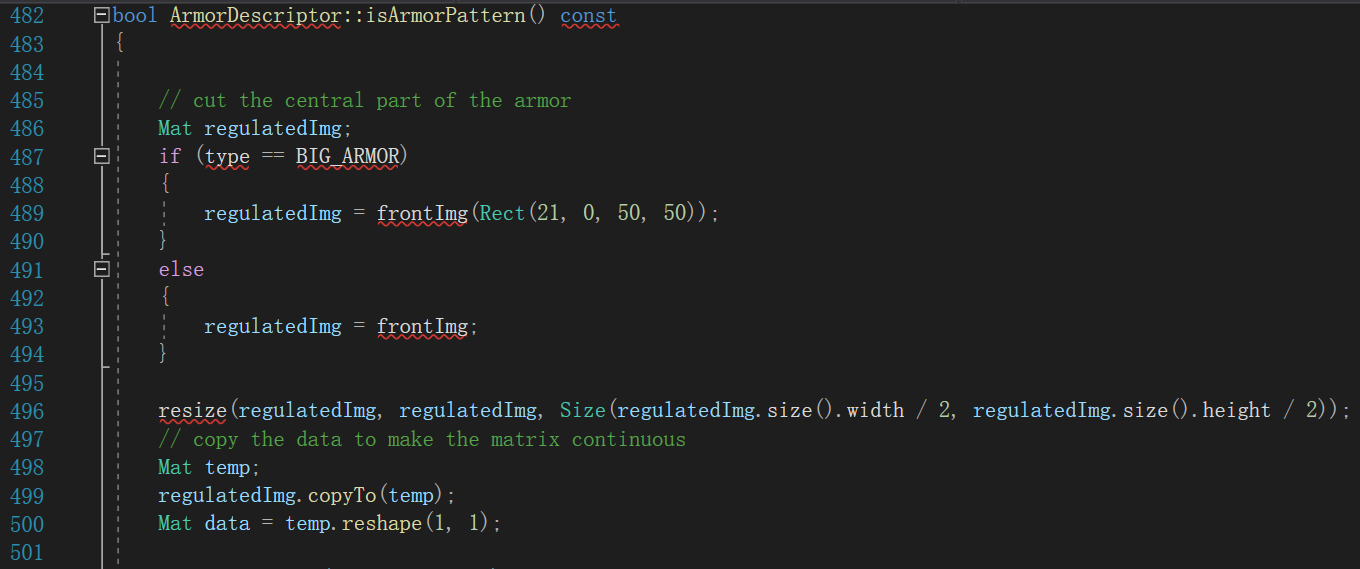 482 bool ArmorDescriptor::isArmorPattern() const
483 {
484
485 // cut the central part of the armor
486 Mat regulatedImg;
487 if (type == BIG_ARMOR)
488 {
489 regulatedImg = frontImg(Rect(21, 0, 50, 50));
490 }
491 else
492 {
493 regulatedImg = frontImg;
494 }
495
496 resize(regulatedImg, regulatedImg, Size(regulatedImg.size().width / 2, regulatedImg.size().height / 2));
497 // copy the data to make the matrix continuous
498 Mat temp;
499 regulatedImg.copyTo(temp);
500 Mat data = temp.reshape(1, 1);
501